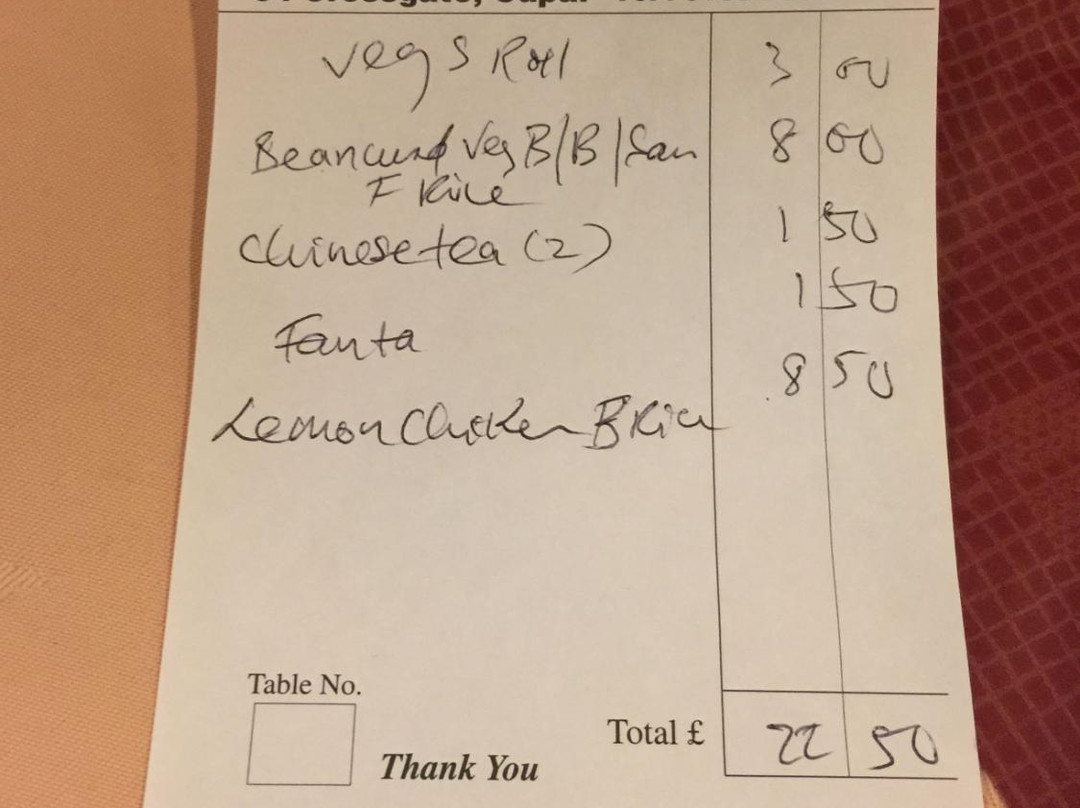 Veg S Roll 3 00
Beancurd Veg B/B/San 8 00
F Rice
Chinese tea (2) 1 50
1 50
Fanta
8 50
Lemon Chicken B Rice
Table No.
Total £ 22 50
Thank You